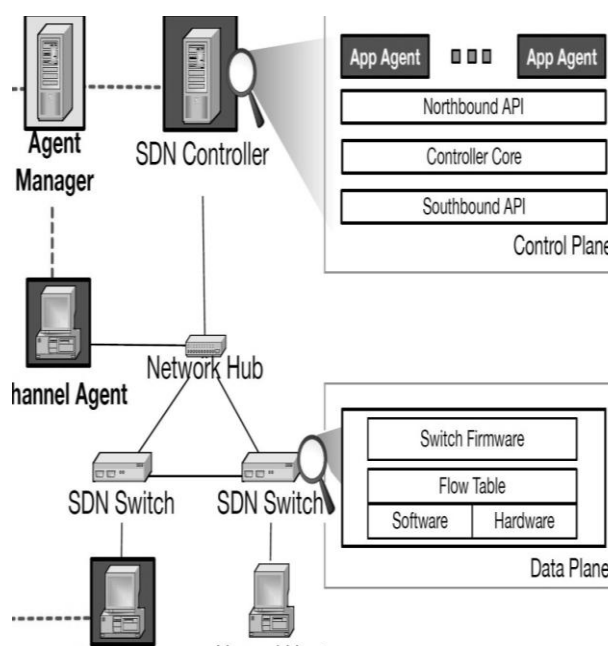 App Agent
App Agent
Northbound API
Controller Core
Southbound API
Control Plane
Agent
Manager
SDN Controller
hannel Agent
Network Hub
SDN Switch
SDN Switch
Switch Firmware
Flow Table
Software
Hardware
Data Plane